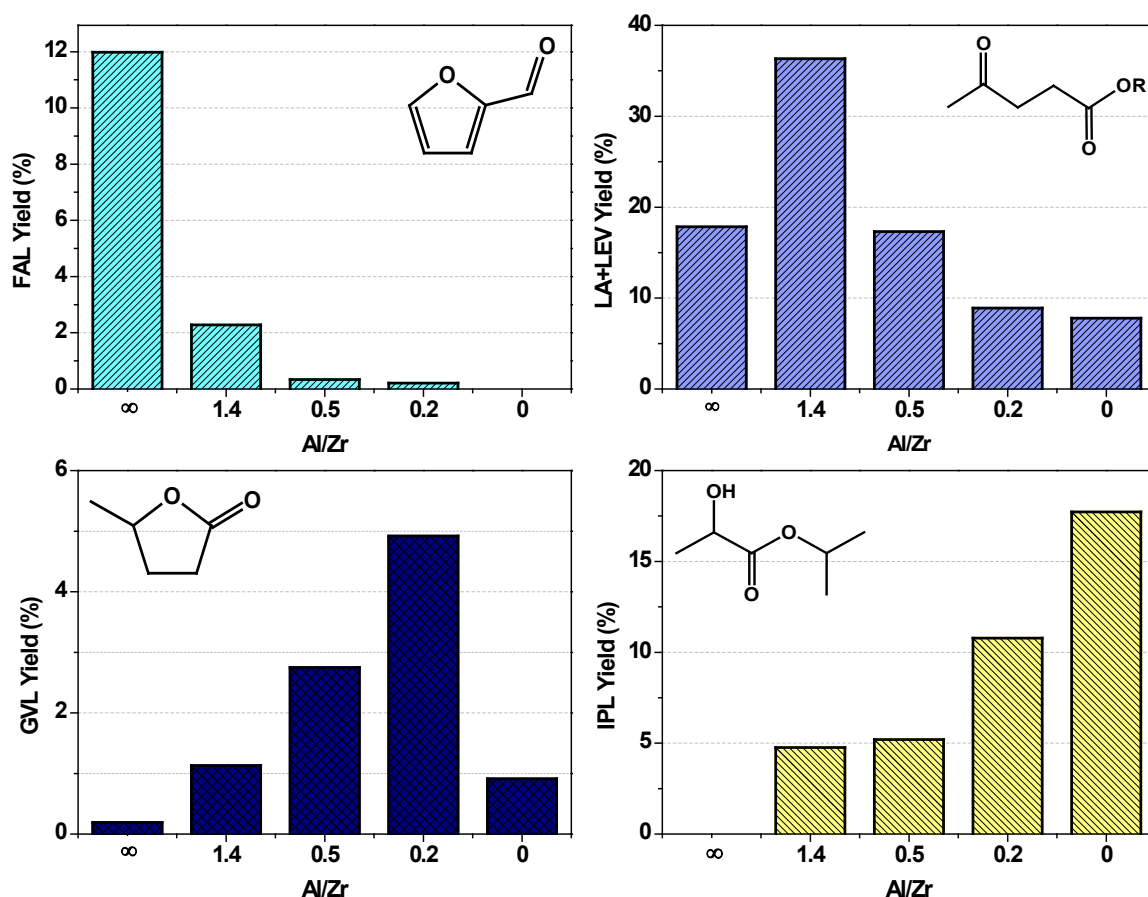 FAL Yield (%)
12
10
8
6
4
2
0
∞ 1.4 0.5 0.2 0
Al/Zr
O
O
LA+LEV Yield (%)
40
30
20
10
0
∞ 1.4 0.5 0.2 0
Al/Zr
O
OR
O
GVL Yield (%)
6
4
2
0
∞ 1.4 0.5 0.2 0
Al/Zr
O
O
IPL Yield (%)
20
15
10
5
0
∞ 1.4 0.5 0.2 0
Al/Zr
OH
O
O